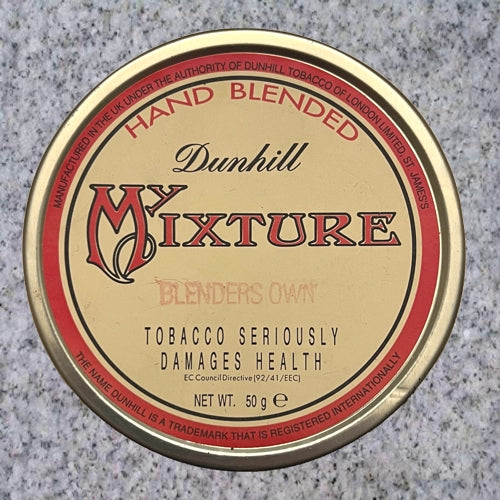 MANUFACTURED IN THE UK UNDER THE AUTHORITY OF DUNHILL TOBACCO OF LONDON LIMITED, ST JAMES'S
HAND BLENDED
Dunhill
MY MIXTURE
BLENDERS OWN
TOBACCO SERIOUSLY
DAMAGES HEALTH
EC Council Directive (92/41/EEC)
NET WT. 50 g ℮
THE NAME DUNHILL IS A TRADEMARK THAT IS REGISTERED INTERNATIONALLY